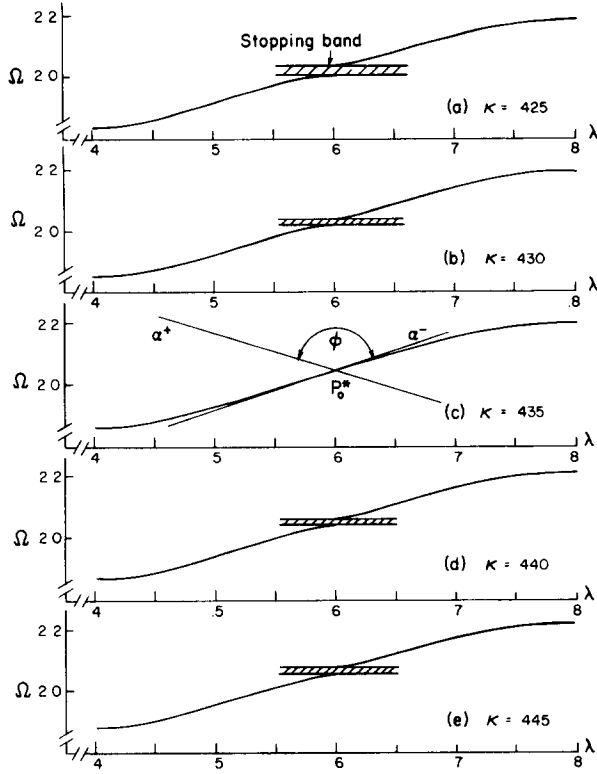 22
Stopping band
Ω 20
(a) κ = 425
4 5 6 7 8 λ
22
Ω 20
(b) κ = 430
4 5 6 7 8 λ
α⁺ φ α⁻
22
Ω 20
P₀*
(c) κ = 435
4 5 6 7 8 λ
22
Ω 20
(d) κ = 440
4 5 6 7 8 λ
22
Ω 20
(e) κ = 445
4 5 6 7 8 λ